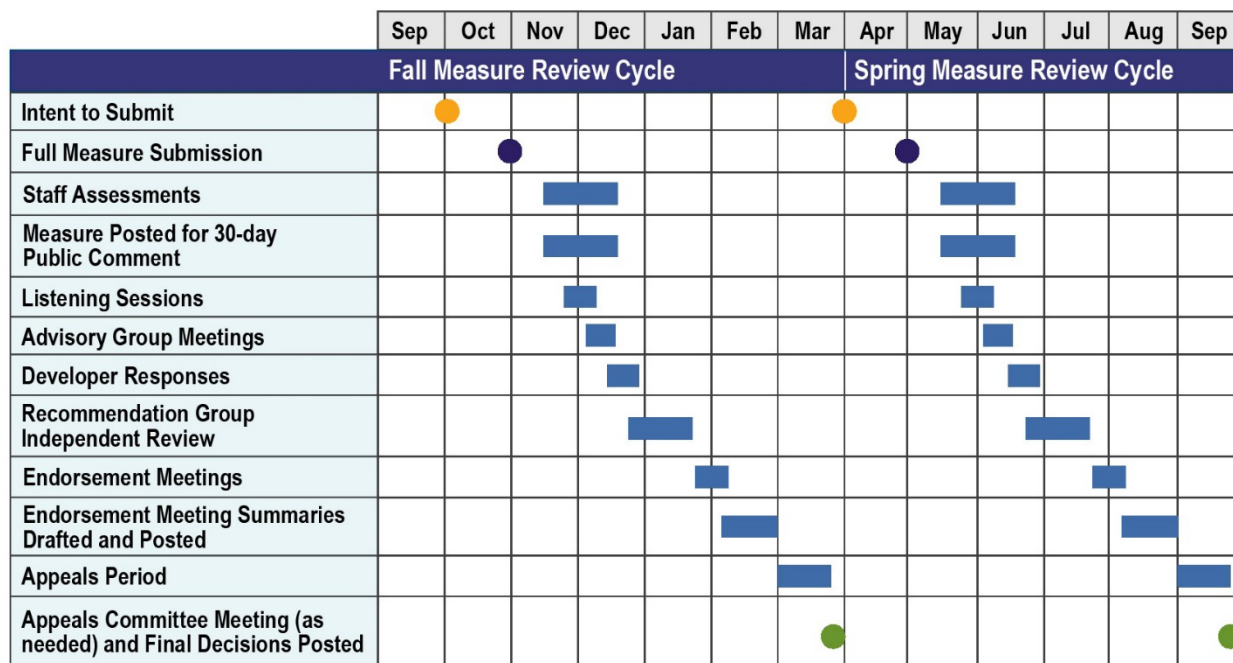 Sep Oct Nov Dec Jan Feb Mar Apr May Jun Jul Aug Sep
Fall Measure Review Cycle Spring Measure Review Cycle
Intent to Submit
Full Measure Submission
Staff Assessments
Measure Posted for 30-day
Public Comment
Listening Sessions
Advisory Group Meetings
Developer Responses
Recommendation Group
Independent Review
Endorsement Meetings
Endorsement Meeting Summaries
Drafted and Posted
Appeals Period
Appeals Committee Meeting (as
needed) and Final Decisions Posted